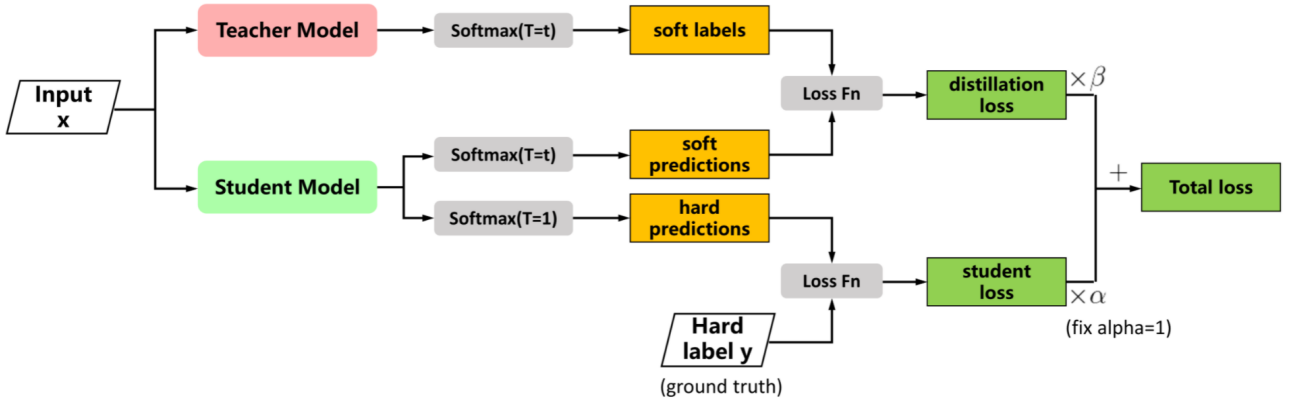 Teacher Model
Softmax(T=t)
soft labels
Input
x
Loss Fn
distillation
loss
×β
Student Model
Softmax(T=t)
soft
predictions
Softmax(T=1)
hard
predictions
+
Total loss
Loss Fn
student
loss
×α
(fix alpha=1)
Hard
label y
(ground truth)